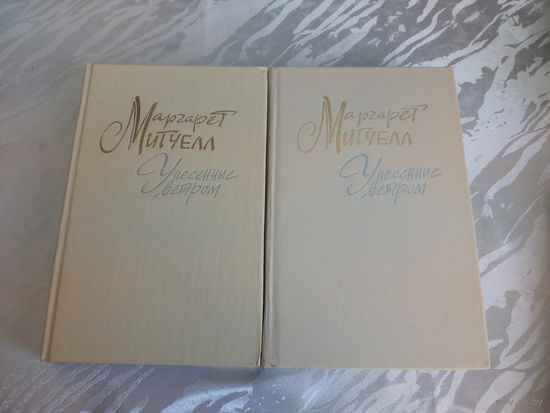 Маргарет
Митчелл
Унесенные
ветром
Маргарет
Митчелл
Унесенные
ветром